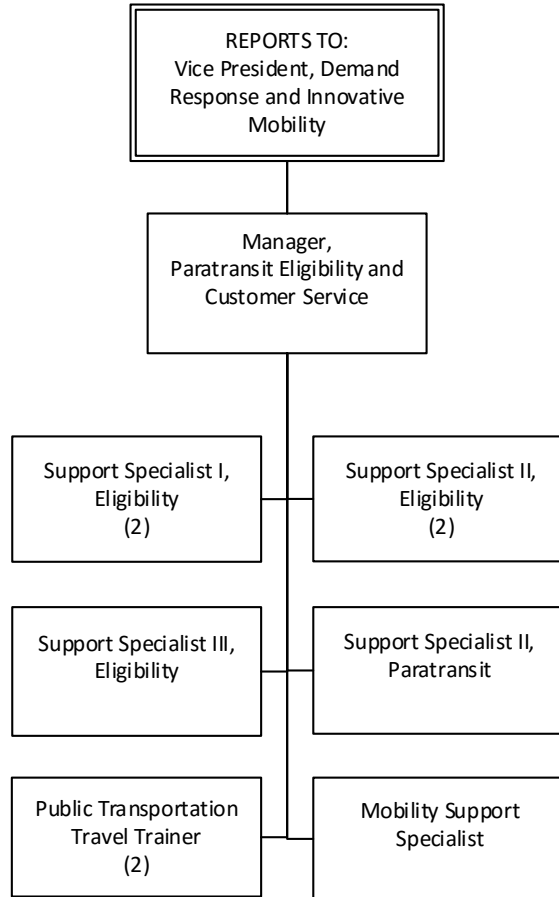 REPORTS TO:
Vice President, Demand
Response and Innovative
Mobility
Manager,
Paratransit Eligibility and
Customer Service
Support Specialist I,
Eligibility
(2)
Support Specialist II,
Eligibility
(2)
Support Specialist III,
Eligibility
Support Specialist II,
Paratransit
Public Transportation
Travel Trainer
(2)
Mobility Support
Specialist